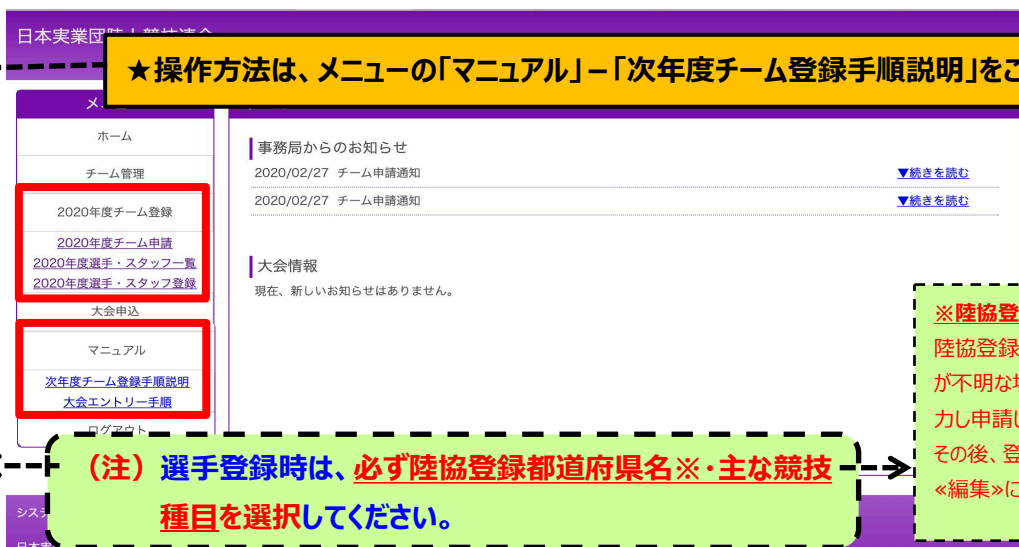 日本実業団
★操作方法は、メニューの「マニュアル」–「次年度チーム登録手順説明」をご
ホーム
チーム管理
2020年度チーム登録
2020年度チーム申請
2020年度選手・スタッフ一覧
2020年度選手・スタッフ登録
大会申込
マニュアル
次年度チーム登録手順説明
大会エントリー手順
ログアウト
事務局からのお知らせ
2020/02/27 チーム申請通知 ▼続きを読む
2020/02/27 チーム申請通知 ▼続きを読む
大会情報
現在、新しいお知らせはありません。
※陸協登
陸協登録
が不明な
力し申請
その後、登
≪編集≫に
（注）選手登録時は、必ず陸協登録都道府県名※・主な競技
種目を選択してください。
シス